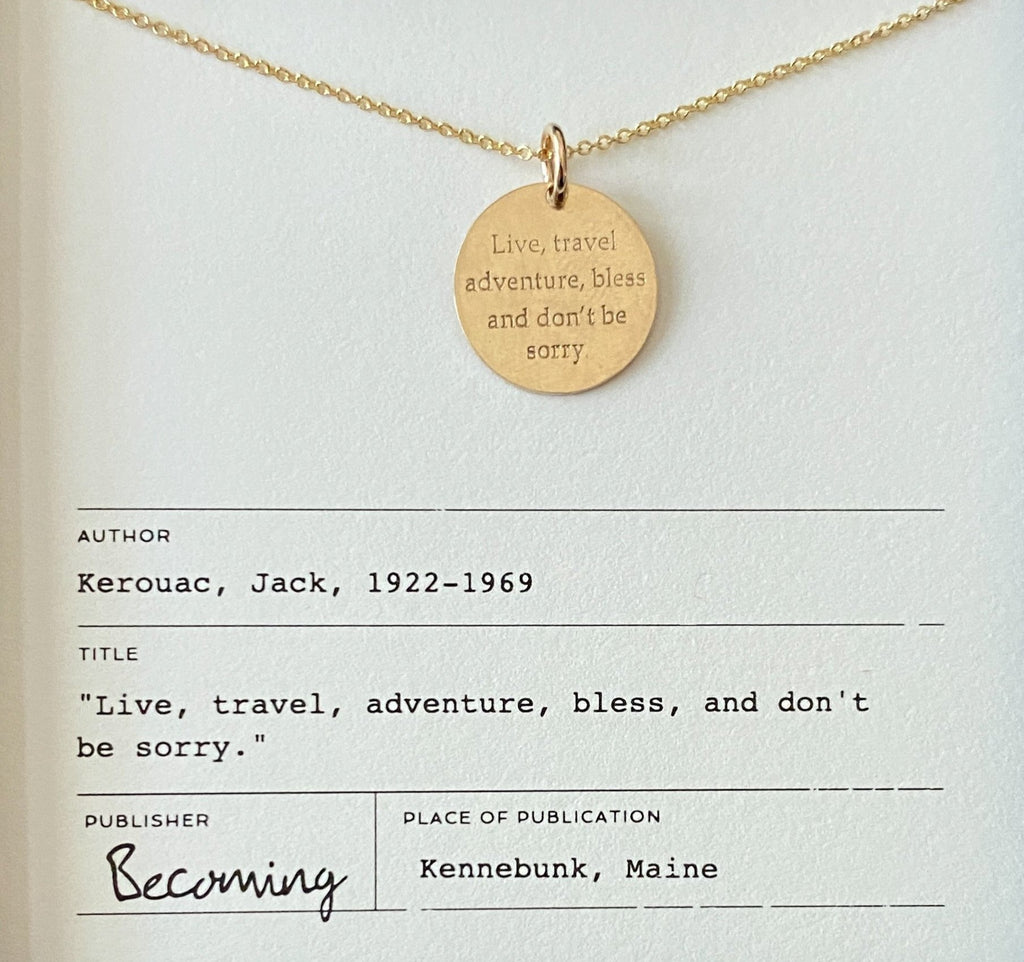 Live, travel
adventure, bless
and don't be
sorry.
AUTHOR
Kerouac, Jack, 1922-1969
TITLE
"Live, travel, adventure, bless, and don't
be sorry."
PUBLISHER
Becoming
PLACE OF PUBLICATION
Kennebunk, Maine